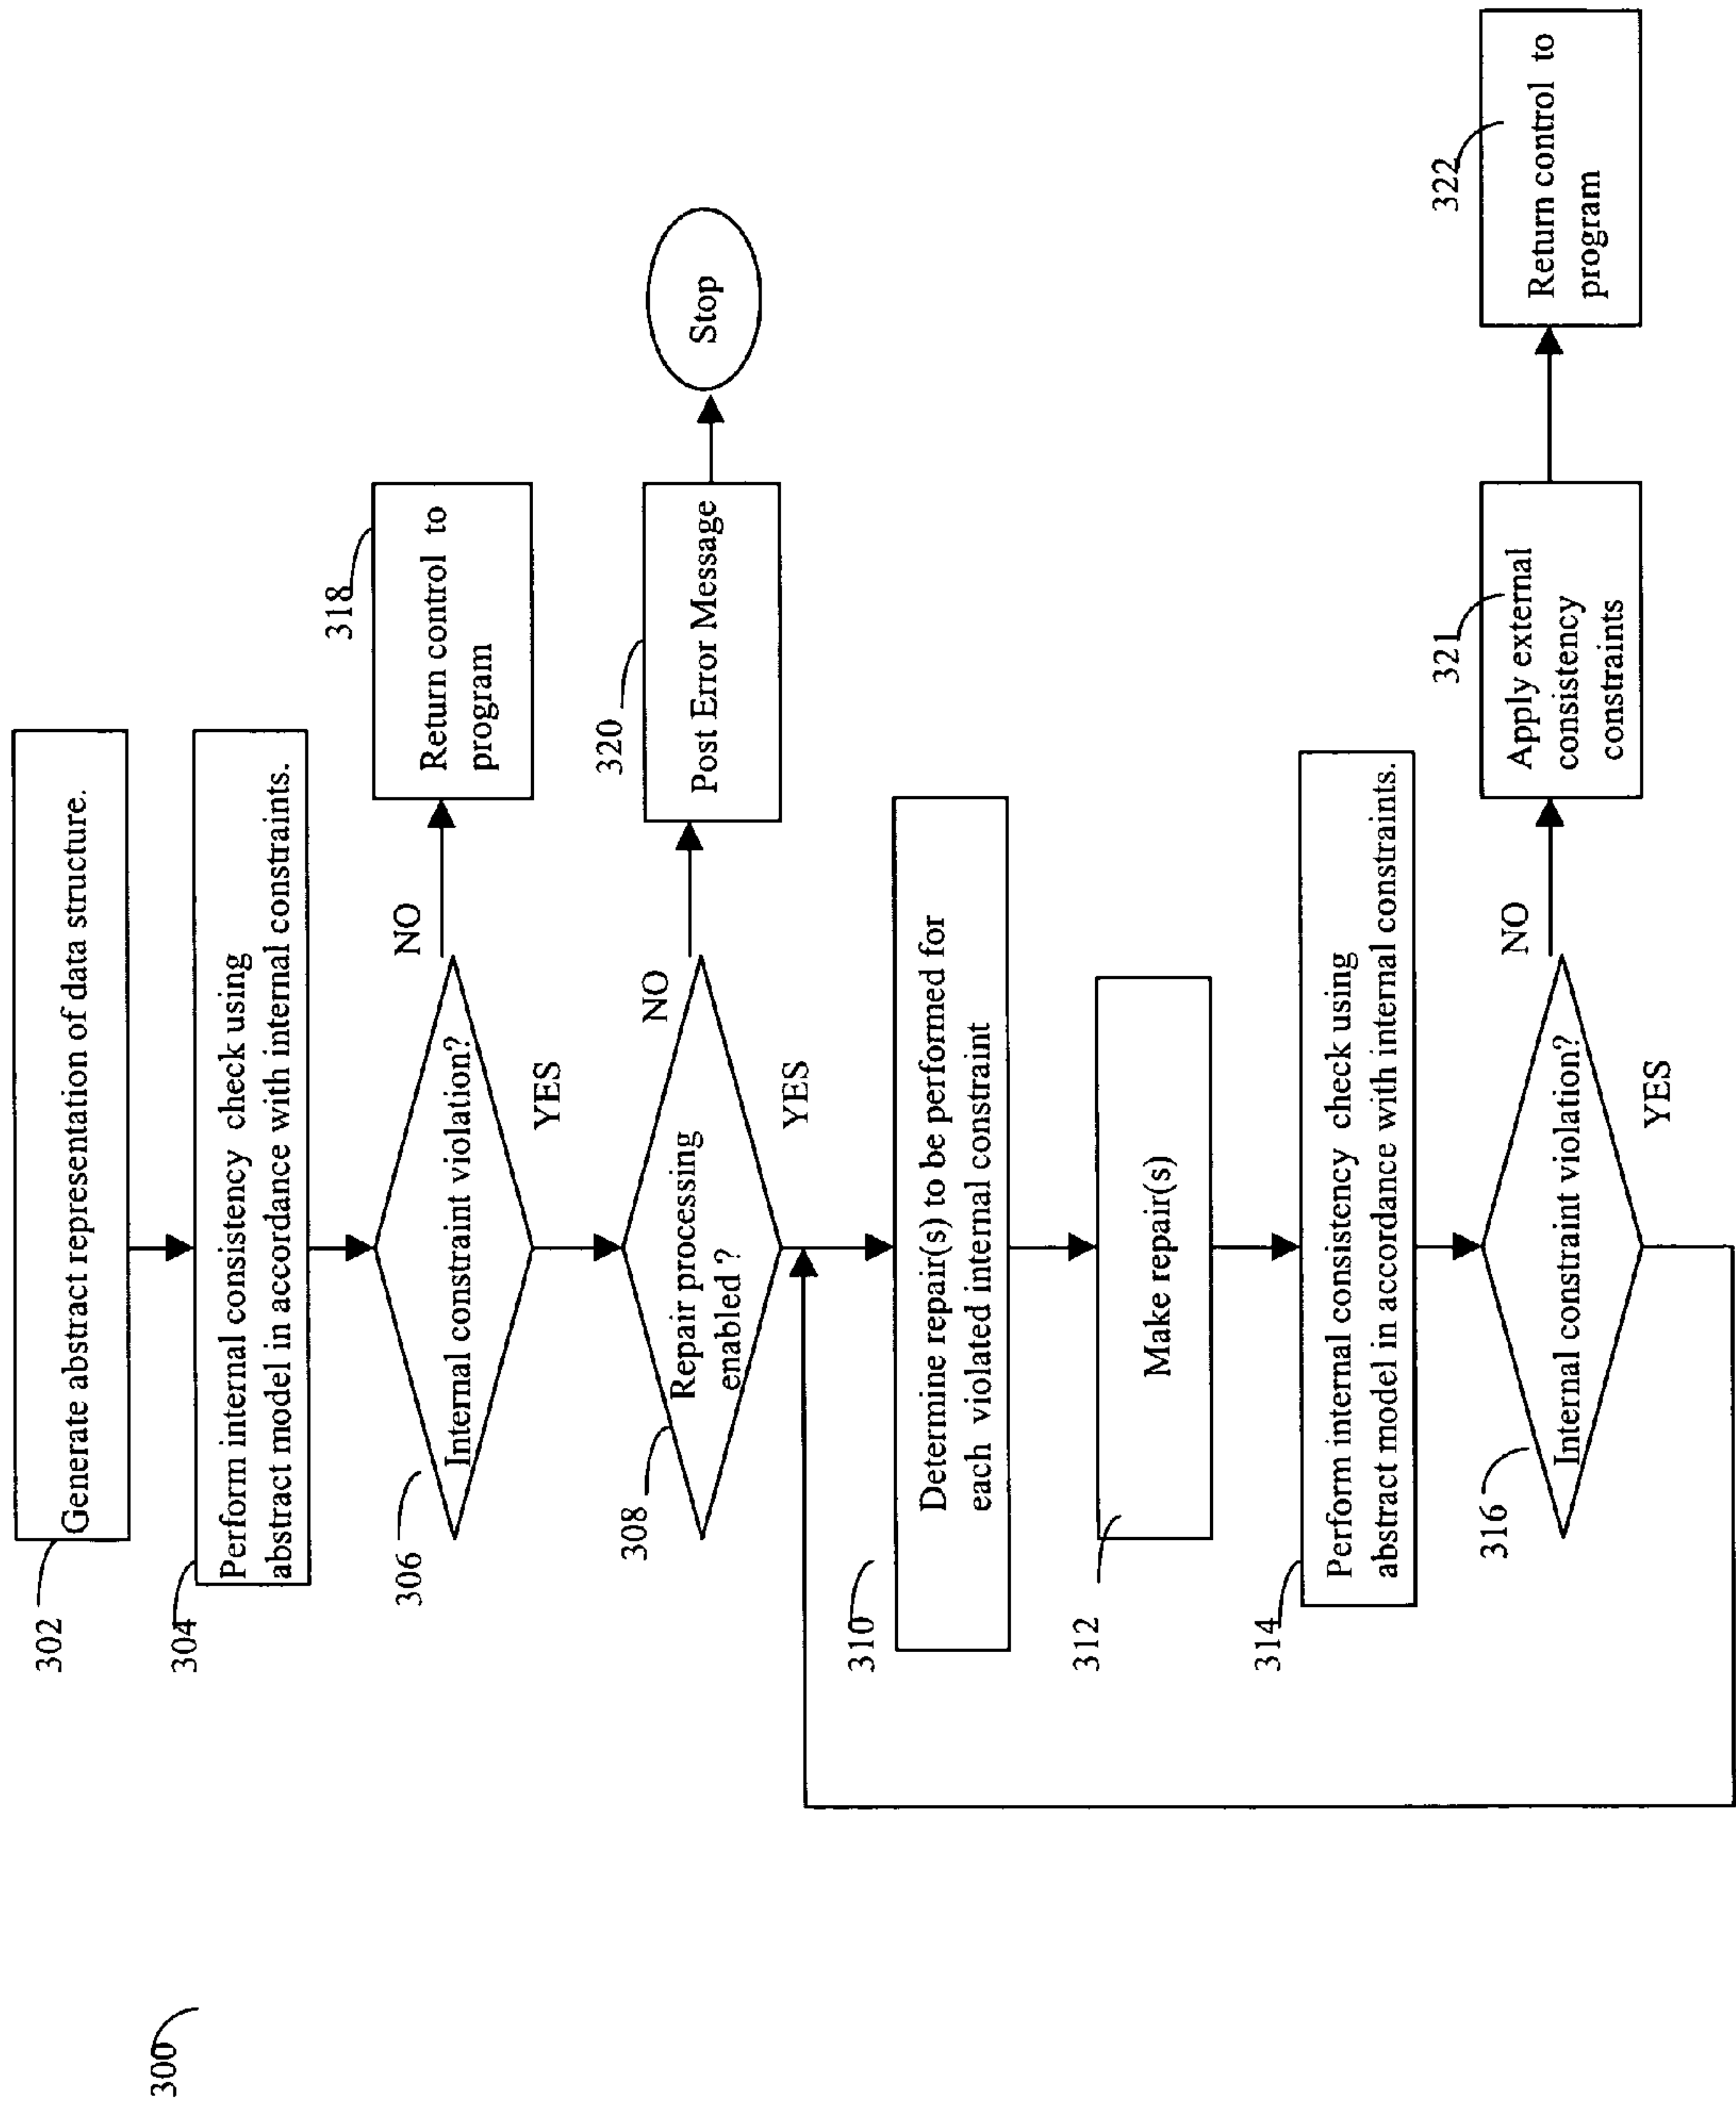 300
302
Generate abstract representation of data structure.
304
Perform internal consistency check using
abstract model in accordance with internal constraints.
306
Internal constraint violation?
NO
318
Return control to
program
YES
308
Repair processing
enabled ?
NO
320
Post Error Message
Stop
YES
310
Determine repair(s) to be performed for
each violated internal constraint
312
Make repair(s)
314
Perform internal consistency check using
abstract model in accordance with internal constraints.
316
Internal constraint violation?
NO
321
Apply external
consistency
constraints
322
Return control to
program
YES